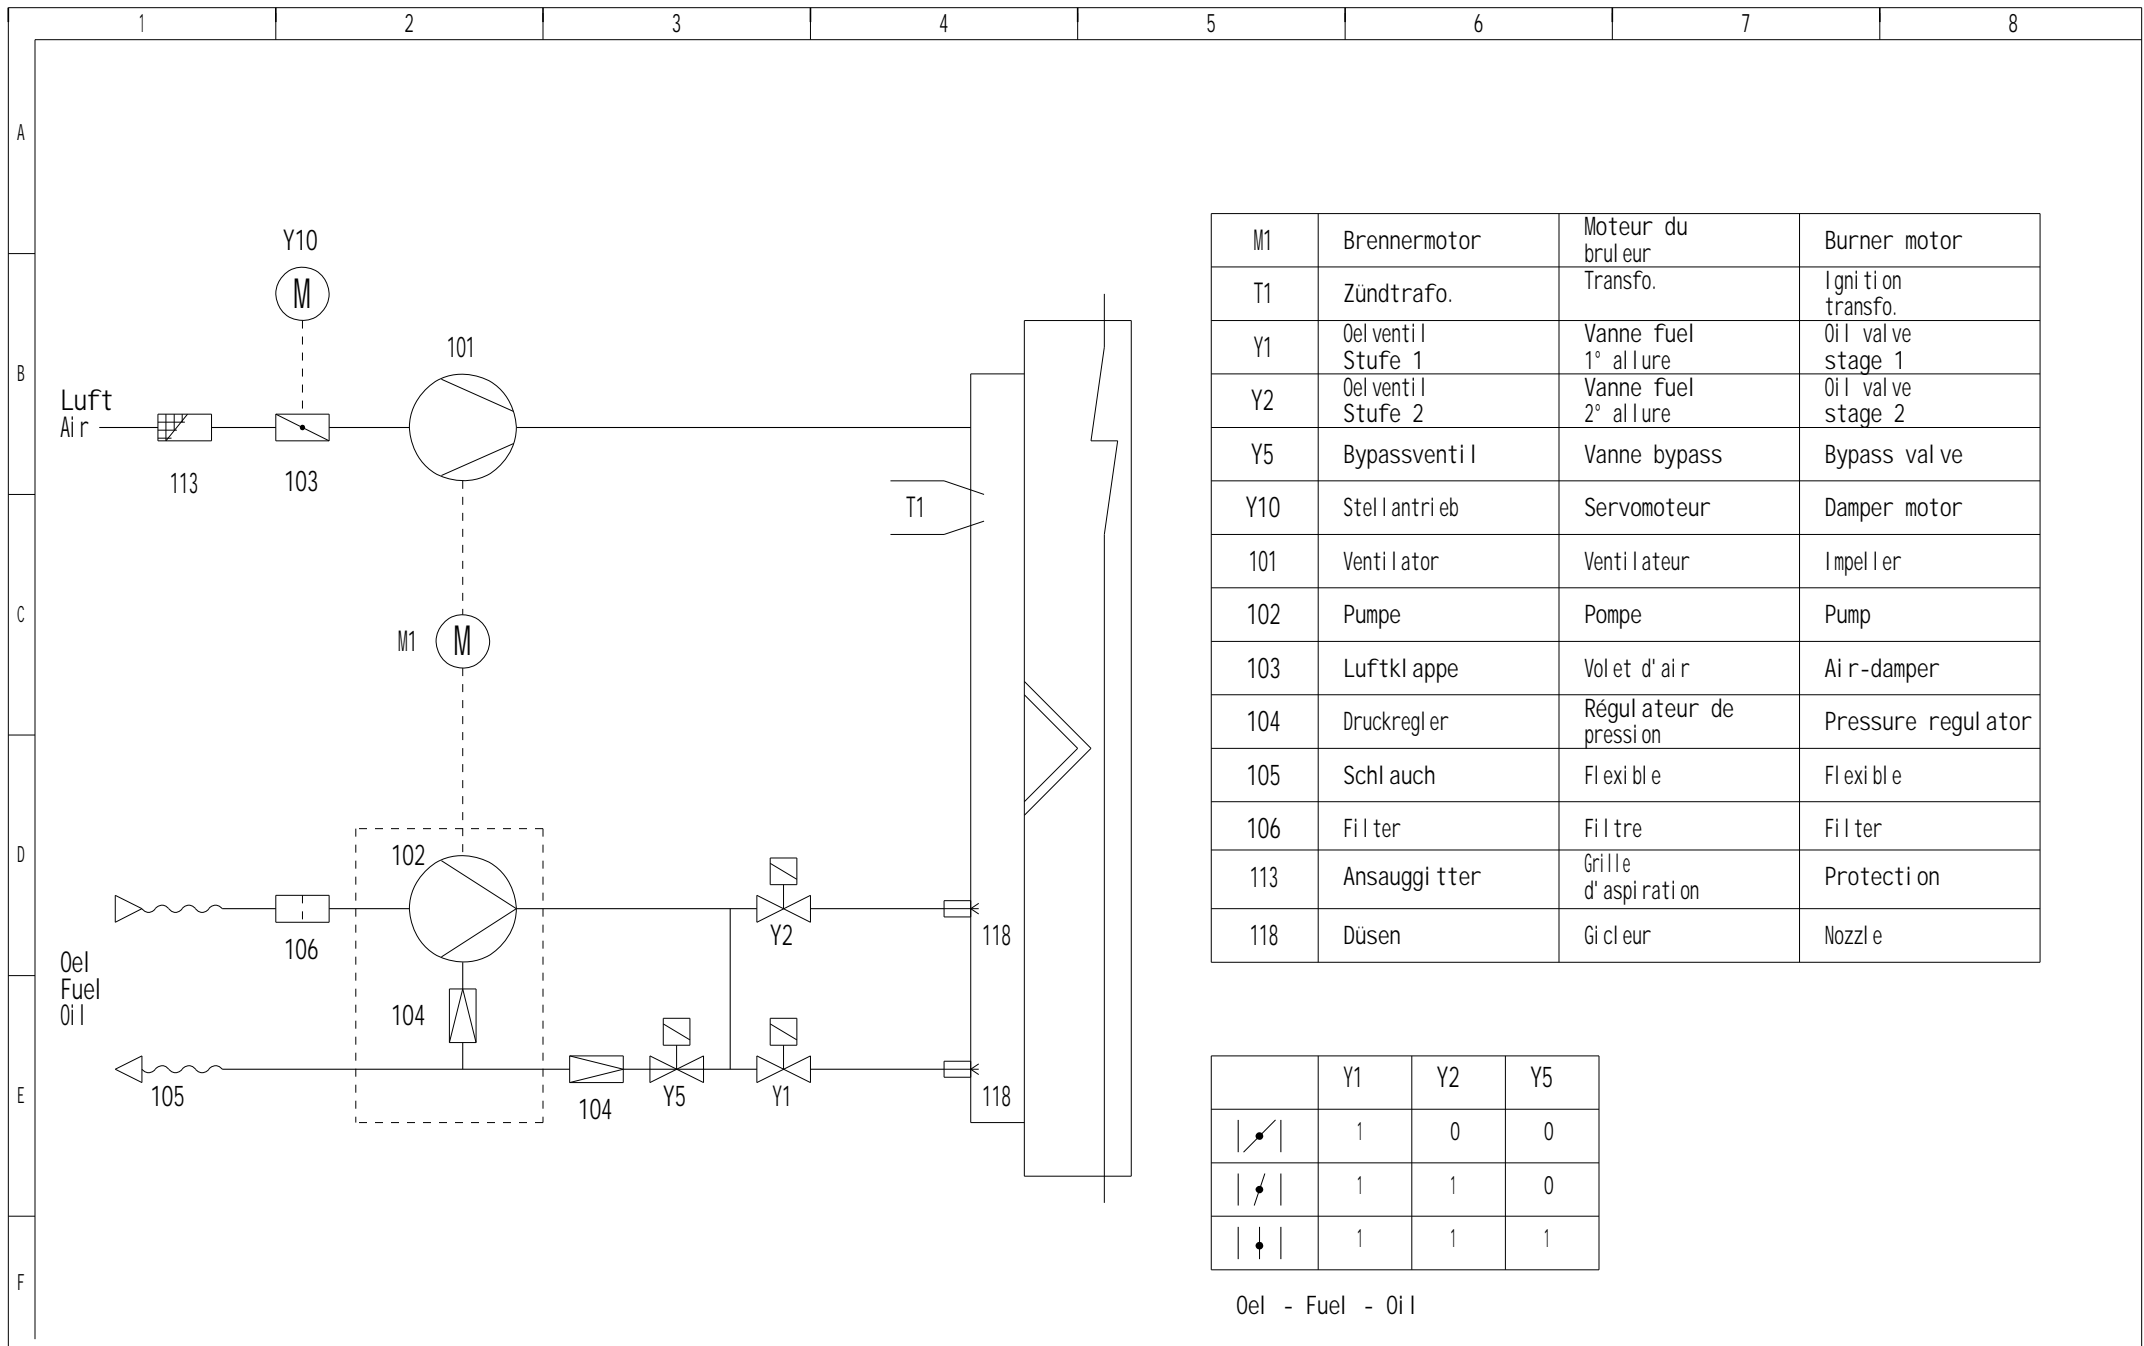 1 2 3 4 5 6 7 8
A
B
C
D
E
F
Y10
M
101
Luft
Air
113
103
T1
M1
M
102
106
Y2
118
Oel
Fuel
Oil
104
105
104
Y5
Y1
118
M1 Brennermotor Moteur du bruleur Burner motor
T1 Zündtrafo. Transfo. Ignition transfo.
Y1 Oelventil Stufe 1 Vanne fuel 1° allure Oil valve stage 1
Y2 Oelventil Stufe 2 Vanne fuel 2° allure Oil valve stage 2
Y5 Bypassventil Vanne bypass Bypass valve
Y10 Stellantrieb Servomoteur Damper motor
101 Ventilator Ventilateur Impeller
102 Pumpe Pompe Pump
103 Luftklappe Volet d'air Air-damper
104 Druckregler Régulateur de pression Pressure regulator
105 Schlauch Flexible Flexible
106 Filter Filtre Filter
113 Ansauggitter Grille d'aspiration Protection
118 Düsen Gicleur Nozzle
Y1 Y2 Y5
1 0 0
1 1 0
1 1 1
Oel - Fuel - Oil